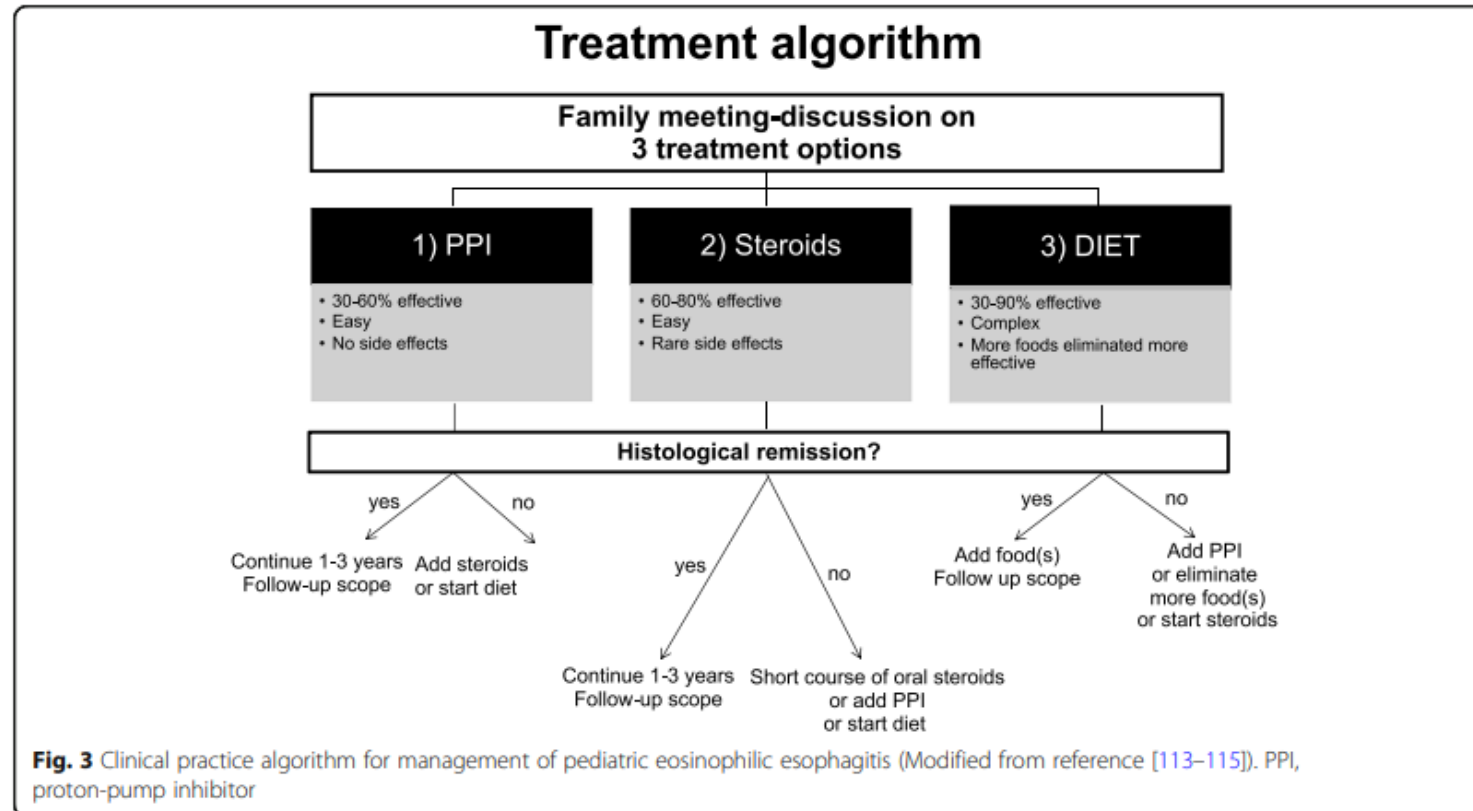 Treatment algorithm
Family meeting-discussion on
3 treatment options
1) PPI
• 30-60% effective
• Easy
• No side effects
2) Steroids
• 60-80% effective
• Easy
• Rare side effects
3) DIET
• 30-90% effective
• Complex
• More foods eliminated more
effective
Histological remission?
yes
no
Continue 1-3 years
Follow-up scope
Add steroids
or start diet
yes
no
Continue 1-3 years
Follow-up scope
Short course of oral steroids
or add PPI
or start diet
yes
no
Add food(s)
Follow up scope
Add PPI
or eliminate
more food(s)
or start steroids
Fig. 3 Clinical practice algorithm for management of pediatric eosinophilic esophagitis (Modified from reference [113–115]). PPI,
proton-pump inhibitor